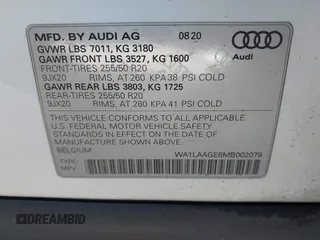 MFD. BY AUDI AG 08 20
GVWR LBS 7011, KG 3180
GAWR FRONT LBS 3527, KG 1600
Audi
FRONT-TIRES 255/50 R20
9JX20 RIMS, AT 260 KPA 38 PSI COLD
GAWR REAR LBS 3803, KG 1725
REAR-TIRES 255/50 R20
9JX20 RIMS, AT 280 KPA 41 PSI COLD
THIS VEHICLE CONFORMS TO ALL APPLICABLE
U.S. FEDERAL MOTOR VEHICLE SAFETY
STANDARDS IN EFFECT ON THE DATE OF
MANUFACTURE SHOWN ABOVE.
BELGIUM
TYPE: WA1LAAGE6MB002079
MPV
DREAMBID